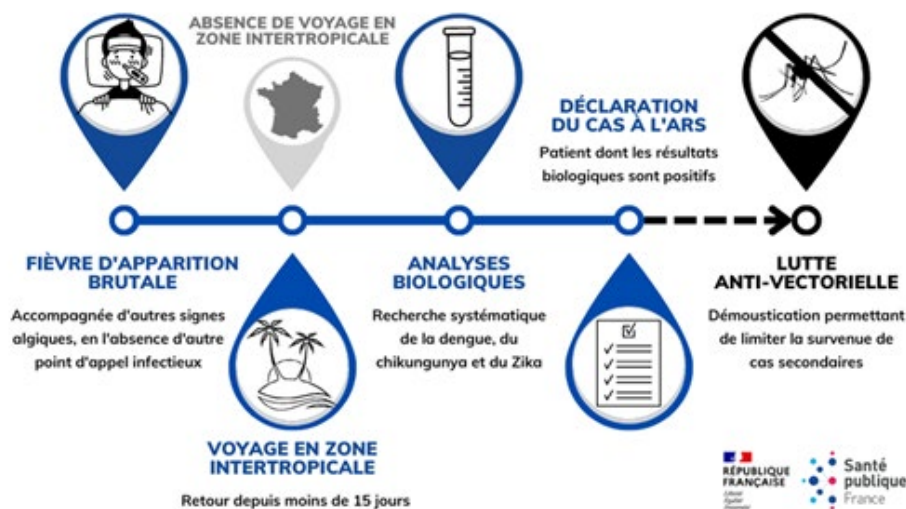 ABSENCE DE VOYAGE EN
ZONE INTERTROPICALE
DÉCLARATION
DU CAS À L'ARS
Patient dont les résultats
biologiques sont positifs
FIÈVRE D'APPARITION
BRUTALE
Accompagnée d'autres signes
algiques, en l'absence d'autre
point d'appel infectieux
ANALYSES
BIOLOGIQUES
Recherche systématique
de la dengue, du
chikungunya et du Zika
LUTTE
ANTI-VECTORIELLE
Démoustication permettant
de limiter la survenue de
cas secondaires
VOYAGE EN ZONE
INTERTROPICALE
Retour depuis moins de 15 jours
RÉPUBLIQUE
FRANÇAISE
Liberté
Égalité
Fraternité
Santé
publique
France